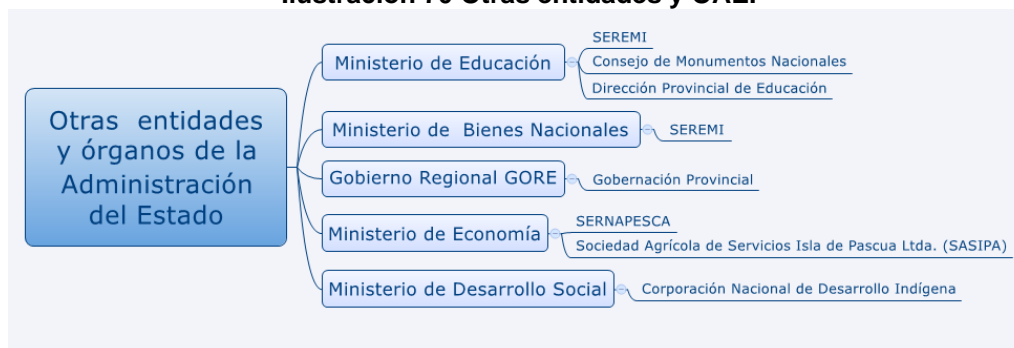 SEREMI
Ministerio de Educación
Consejo de Monumentos Nacionales
Dirección Provincial de Educación
Otras entidades
y órganos de la
Administración
del Estado
Ministerio de Bienes Nacionales
SEREMI
Gobierno Regional GORE
Gobernación Provincial
Ministerio de Economía
SERNAPESCA
Sociedad Agrícola de Servicios Isla de Pascua Ltda. (SASIPA)
Ministerio de Desarrollo Social
Corporación Nacional de Desarrollo Indígena